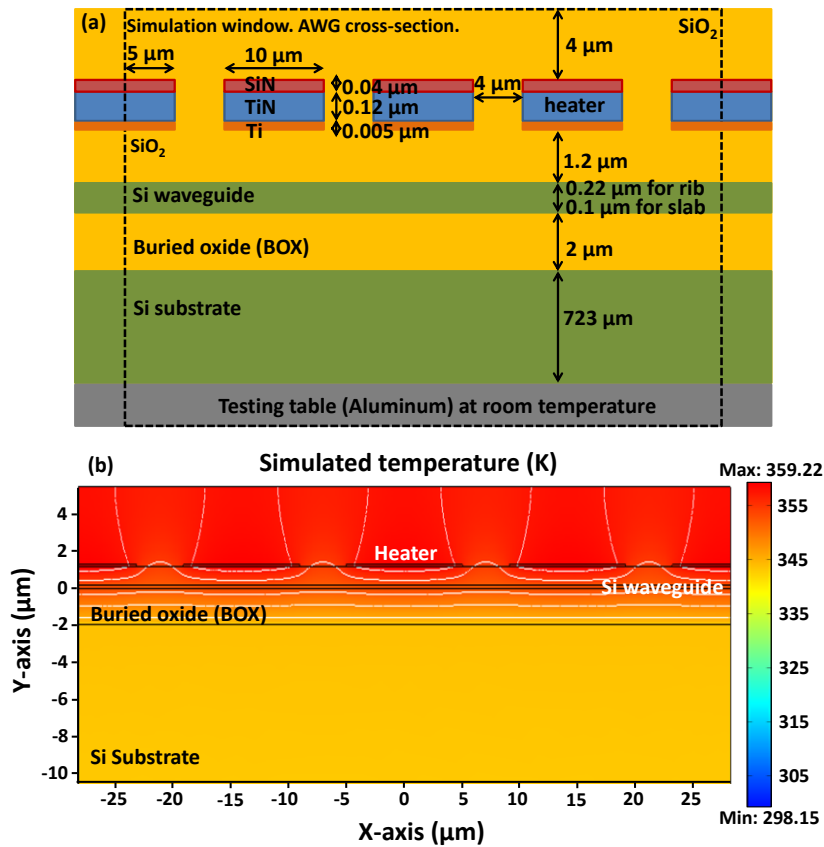 (a) Simulation window. AWG cross-section. SiO2
5 μm 10 μm 4 μm
SiN 0.04 μm 4 μm
TiN 0.12 μm heater
Ti 0.005 μm
SiO2
1.2 μm
Si waveguide 0.22 μm for rib
0.1 μm for slab
Buried oxide (BOX) 2 μm
Si substrate
723 μm
Testing table (Aluminum) at room temperature
(b) Simulated temperature (K) Max: 359.22
Heater
Si waveguide
Buried oxide (BOX)
Si Substrate
Y-axis (μm)
4
2
0
-2
-4
-6
-8
-10
-25 -20 -15 -10 -5 0 5 10 15 20 25
X-axis (μm)
355
345
335
325
315
305
Min: 298.15